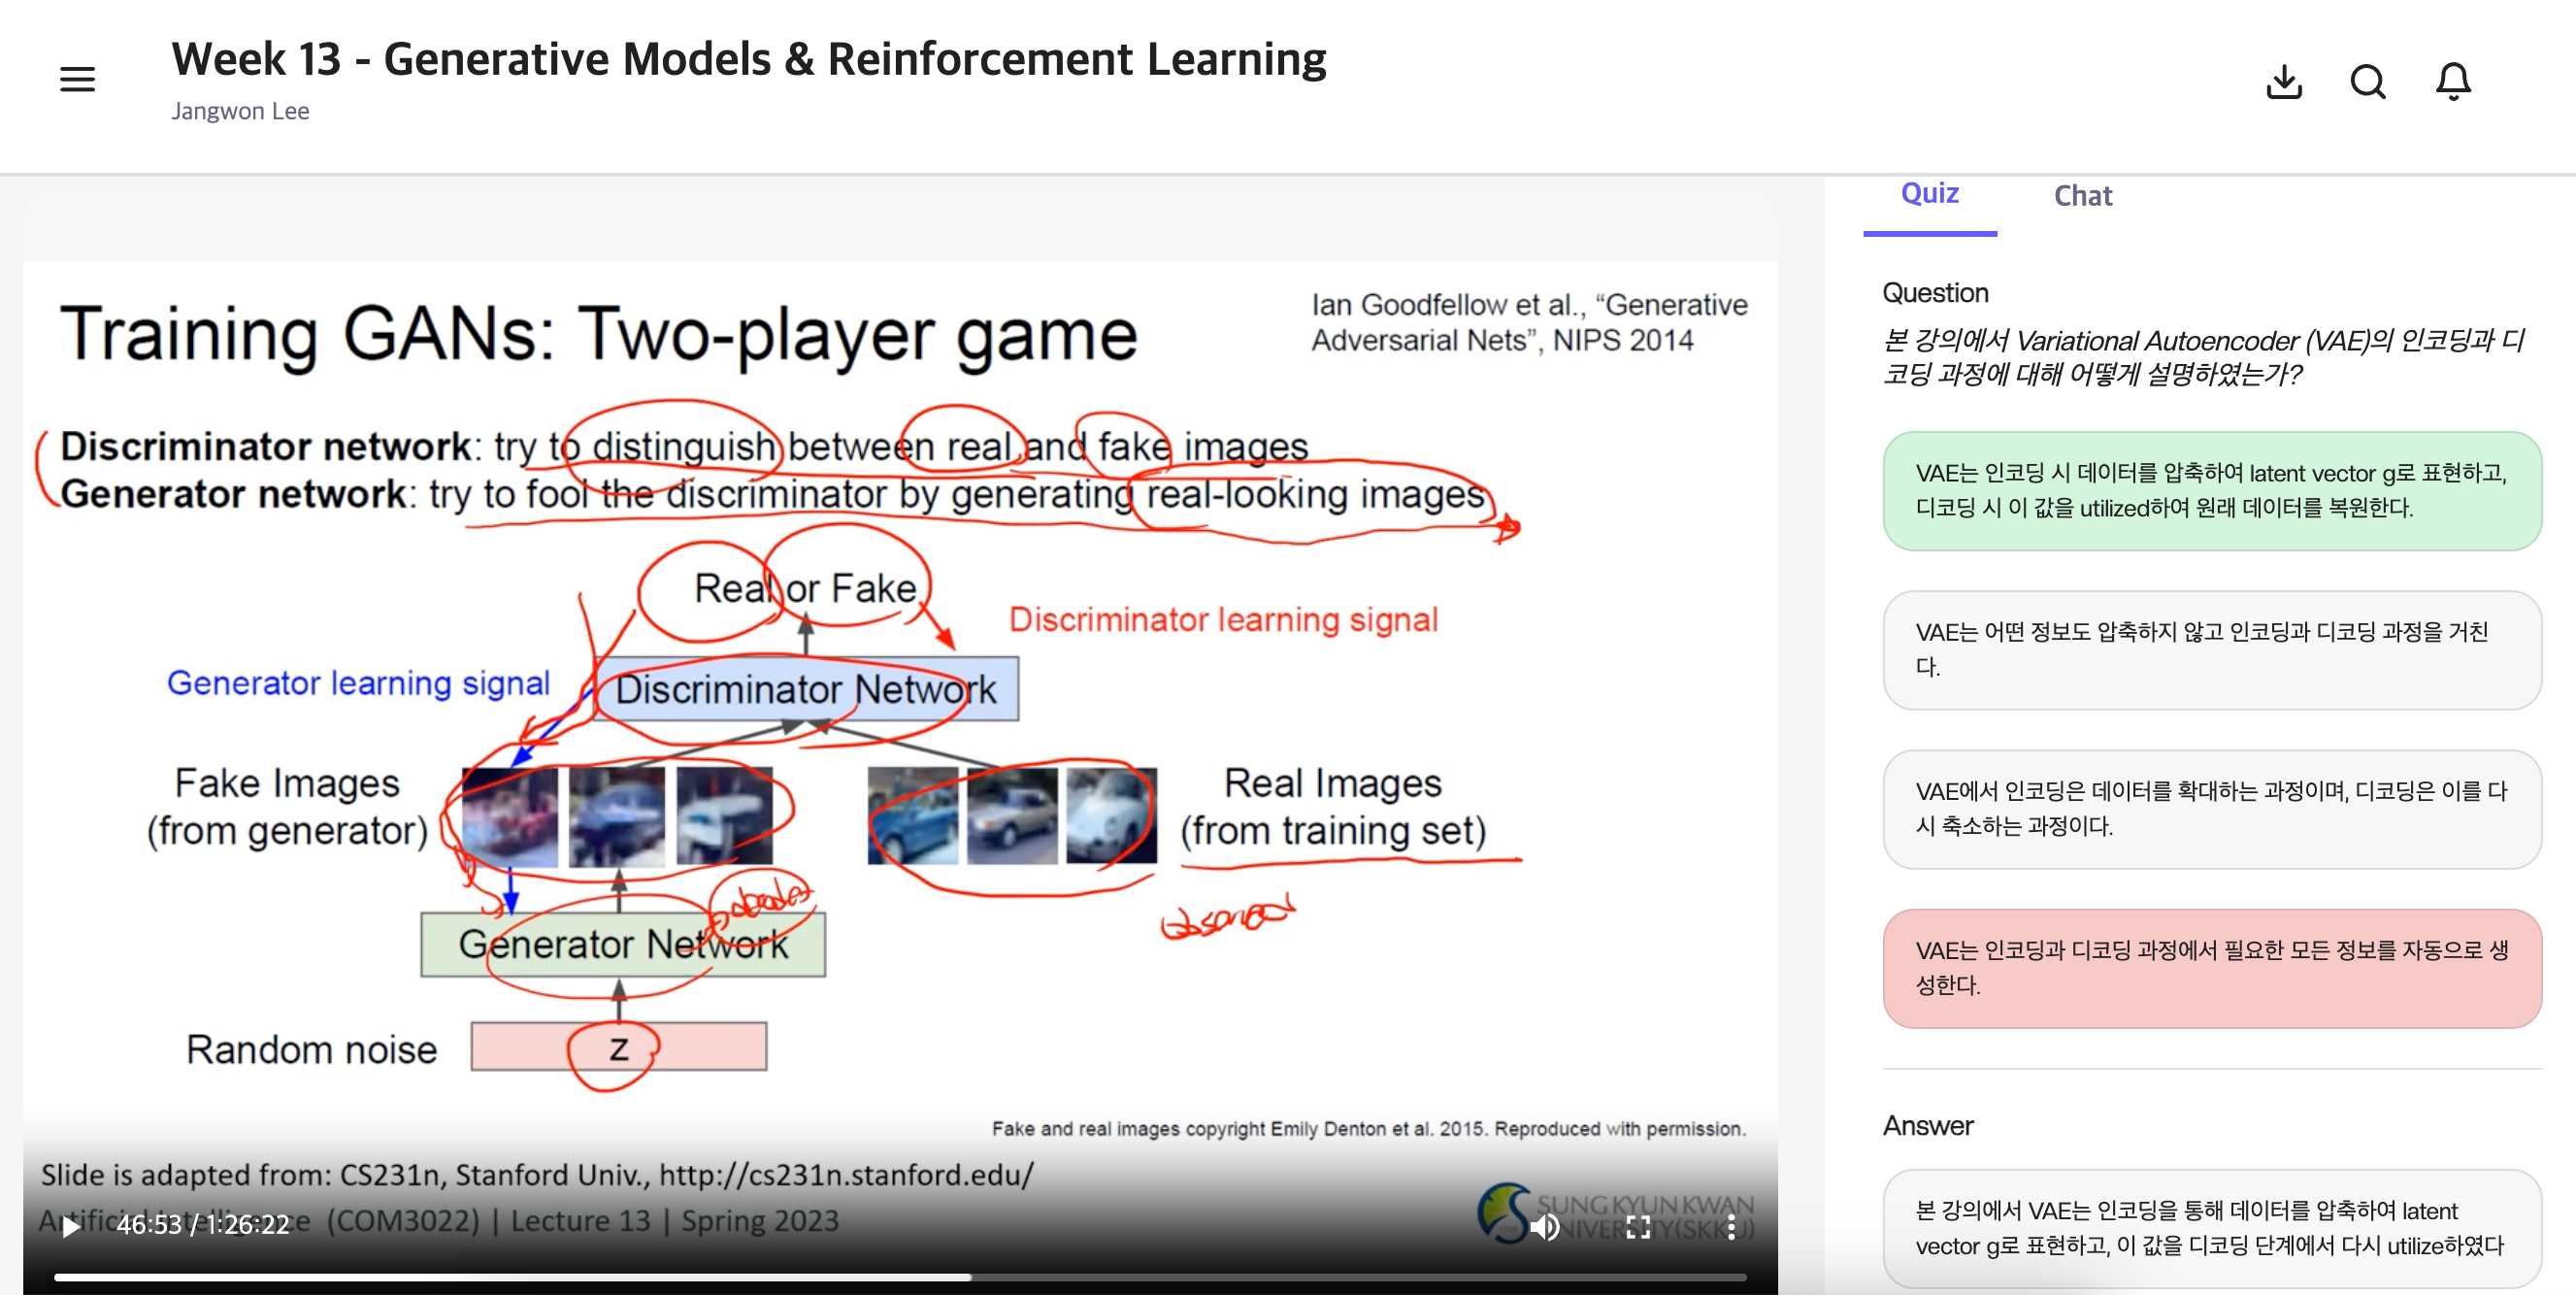 Week 13 - Generative Models & Reinforcement Learning
Jangwon Lee
Training GANs: Two-player game
Ian Goodfellow et al., “Generative
Adversarial Nets”, NIPS 2014
Discriminator network: try to distinguish between real and fake images
Generator network: try to fool the discriminator by generating real-looking images
Real or Fake
Discriminator learning signal
Generator learning signal
Discriminator Network
Fake Images
(from generator)
Real Images
(from training set)
Generator Network
Random noise
z
Fake and real images copyright Emily Denton et al. 2015. Reproduced with permission.
Slide is adapted from: CS231n, Stanford Univ., http://cs231n.stanford.edu/
Artificial Intelligence (COM3022) | Lecture 13 | Spring 2023
SUNG KYUN KWAN
UNIVERSITY(SKKU)
46:53 / 1:26:22
Quiz
Chat
Question
본 강의에서 Variational Autoencoder (VAE)의 인코딩과 디
코딩 과정에 대해 어떻게 설명하였는가?
VAE는 인코딩 시 데이터를 압축하여 latent vector g로 표현하고,
디코딩 시 이 값을 utilized하여 원래 데이터를 복원한다.
VAE는 어떤 정보도 압축하지 않고 인코딩과 디코딩 과정을 거친
다.
VAE에서 인코딩은 데이터를 확대하는 과정이며, 디코딩은 이를 다
시 축소하는 과정이다.
VAE는 인코딩과 디코딩 과정에서 필요한 모든 정보를 자동으로 생
성한다.
Answer
본 강의에서 VAE는 인코딩을 통해 데이터를 압축하여 latent
vector g로 표현하고, 이 값을 디코딩 단계에서 다시 utilize하였다